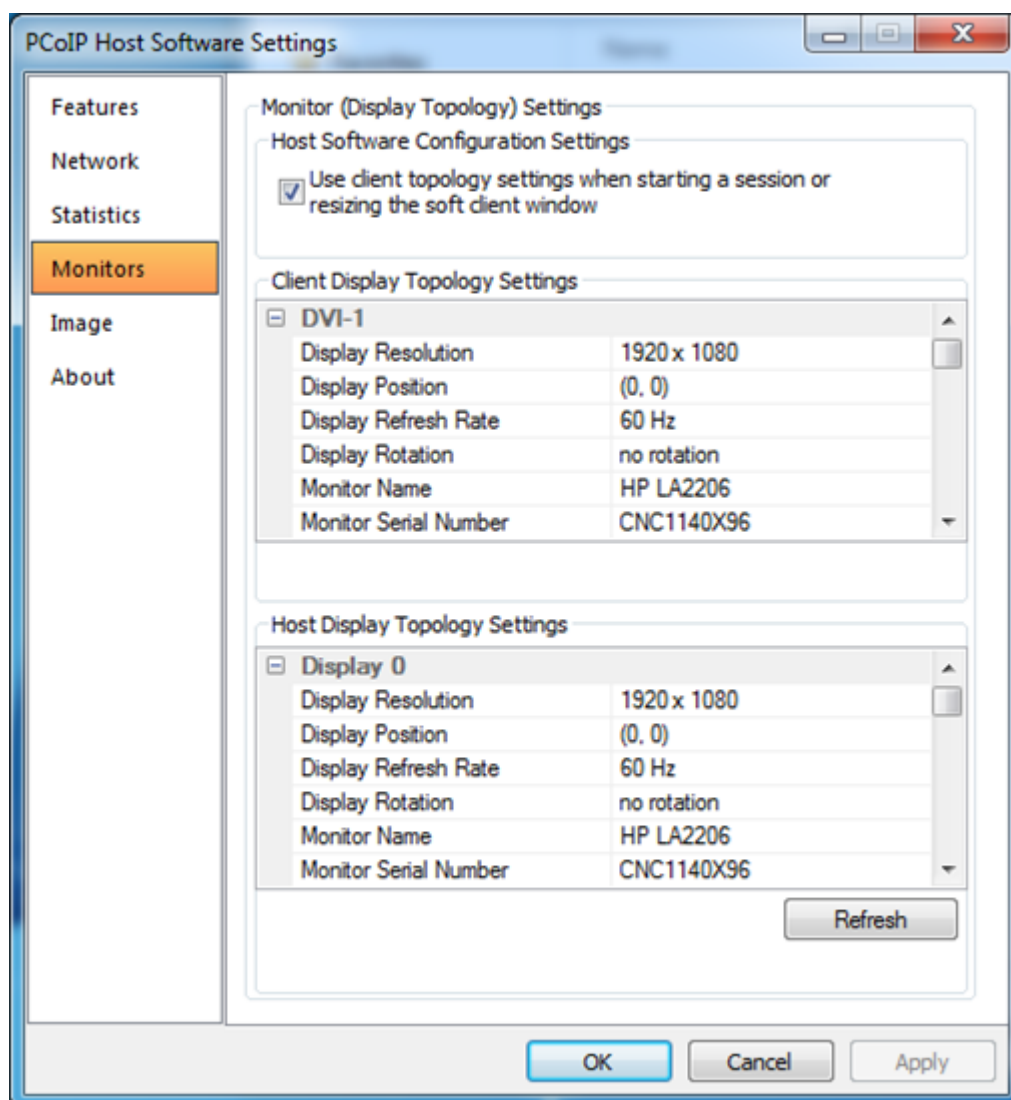 PCoIP Host Software Settings
Features
Network
Statistics
Monitors
Image
About
Monitor (Display Topology) Settings
Host Software Configuration Settings
Use client topology settings when starting a session or
resizing the soft client window
Client Display Topology Settings
DVI-1
Display Resolution 1920 x 1080
Display Position (0, 0)
Display Refresh Rate 60 Hz
Display Rotation no rotation
Monitor Name HP LA2206
Monitor Serial Number CNC1140X96
Host Display Topology Settings
Display 0
Display Resolution 1920 x 1080
Display Position (0, 0)
Display Refresh Rate 60 Hz
Display Rotation no rotation
Monitor Name HP LA2206
Monitor Serial Number CNC1140X96
Refresh
OK Cancel Apply